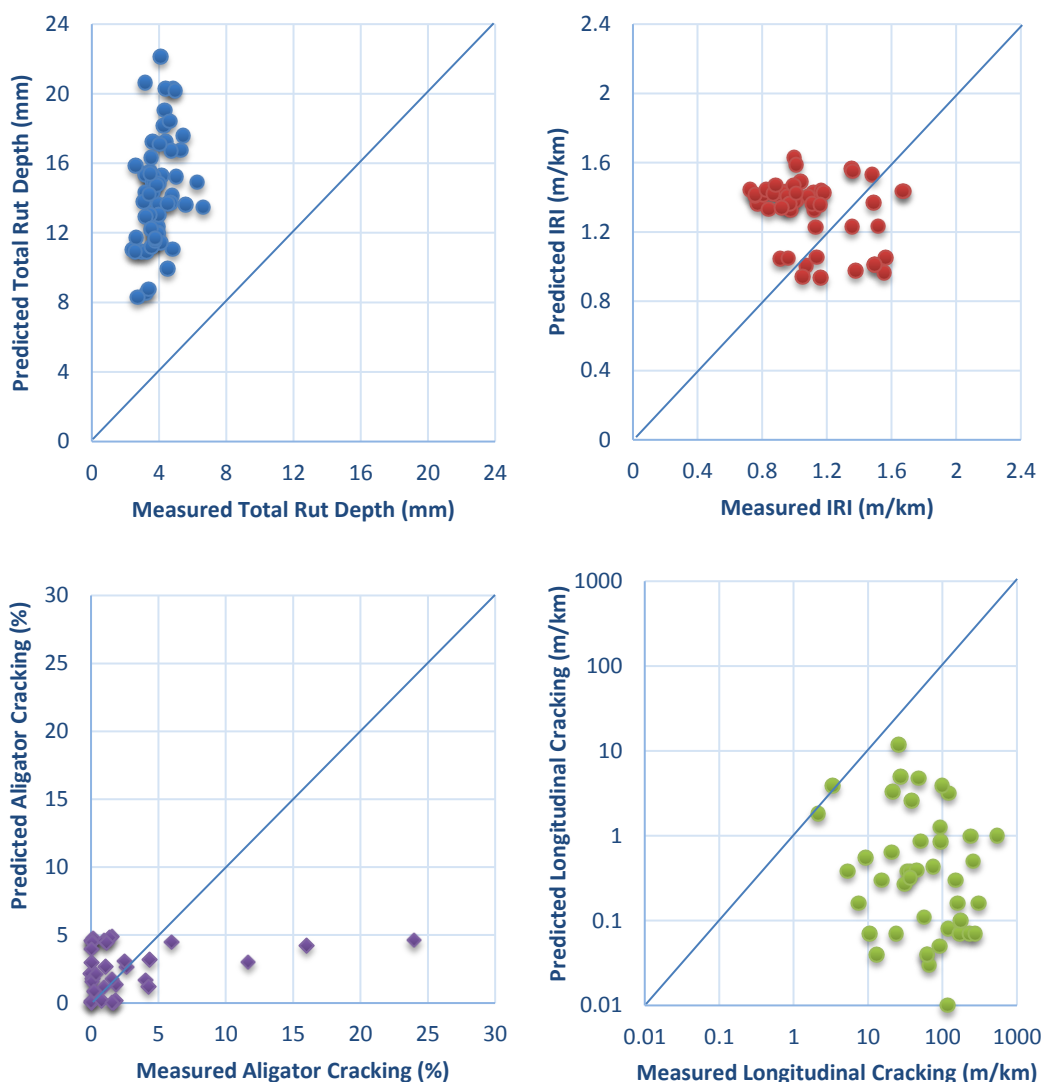 Predicted Total Rut Depth (mm)
24
20
16
12
8
4
0
0 4 8 12 16 20 24
Measured Total Rut Depth (mm)
Predicted IRI (m/km)
2.4
2
1.6
1.2
0.8
1.4
0
0 0.4 0.8 1.2 1.6 2 2.4
Measured IRI (m/km)
Predicted Aligator Cracking (%)
30
25
20
15
10
5
0
0 5 10 15 20 25 30
Measured Aligator Cracking (%)
Predicted Longitudinal Cracking (m/km)
1000
100
10
1
0.1
0.01
0.01 0.1 1 10 100 1000
Measured Longitudinal Cracking (m/km)